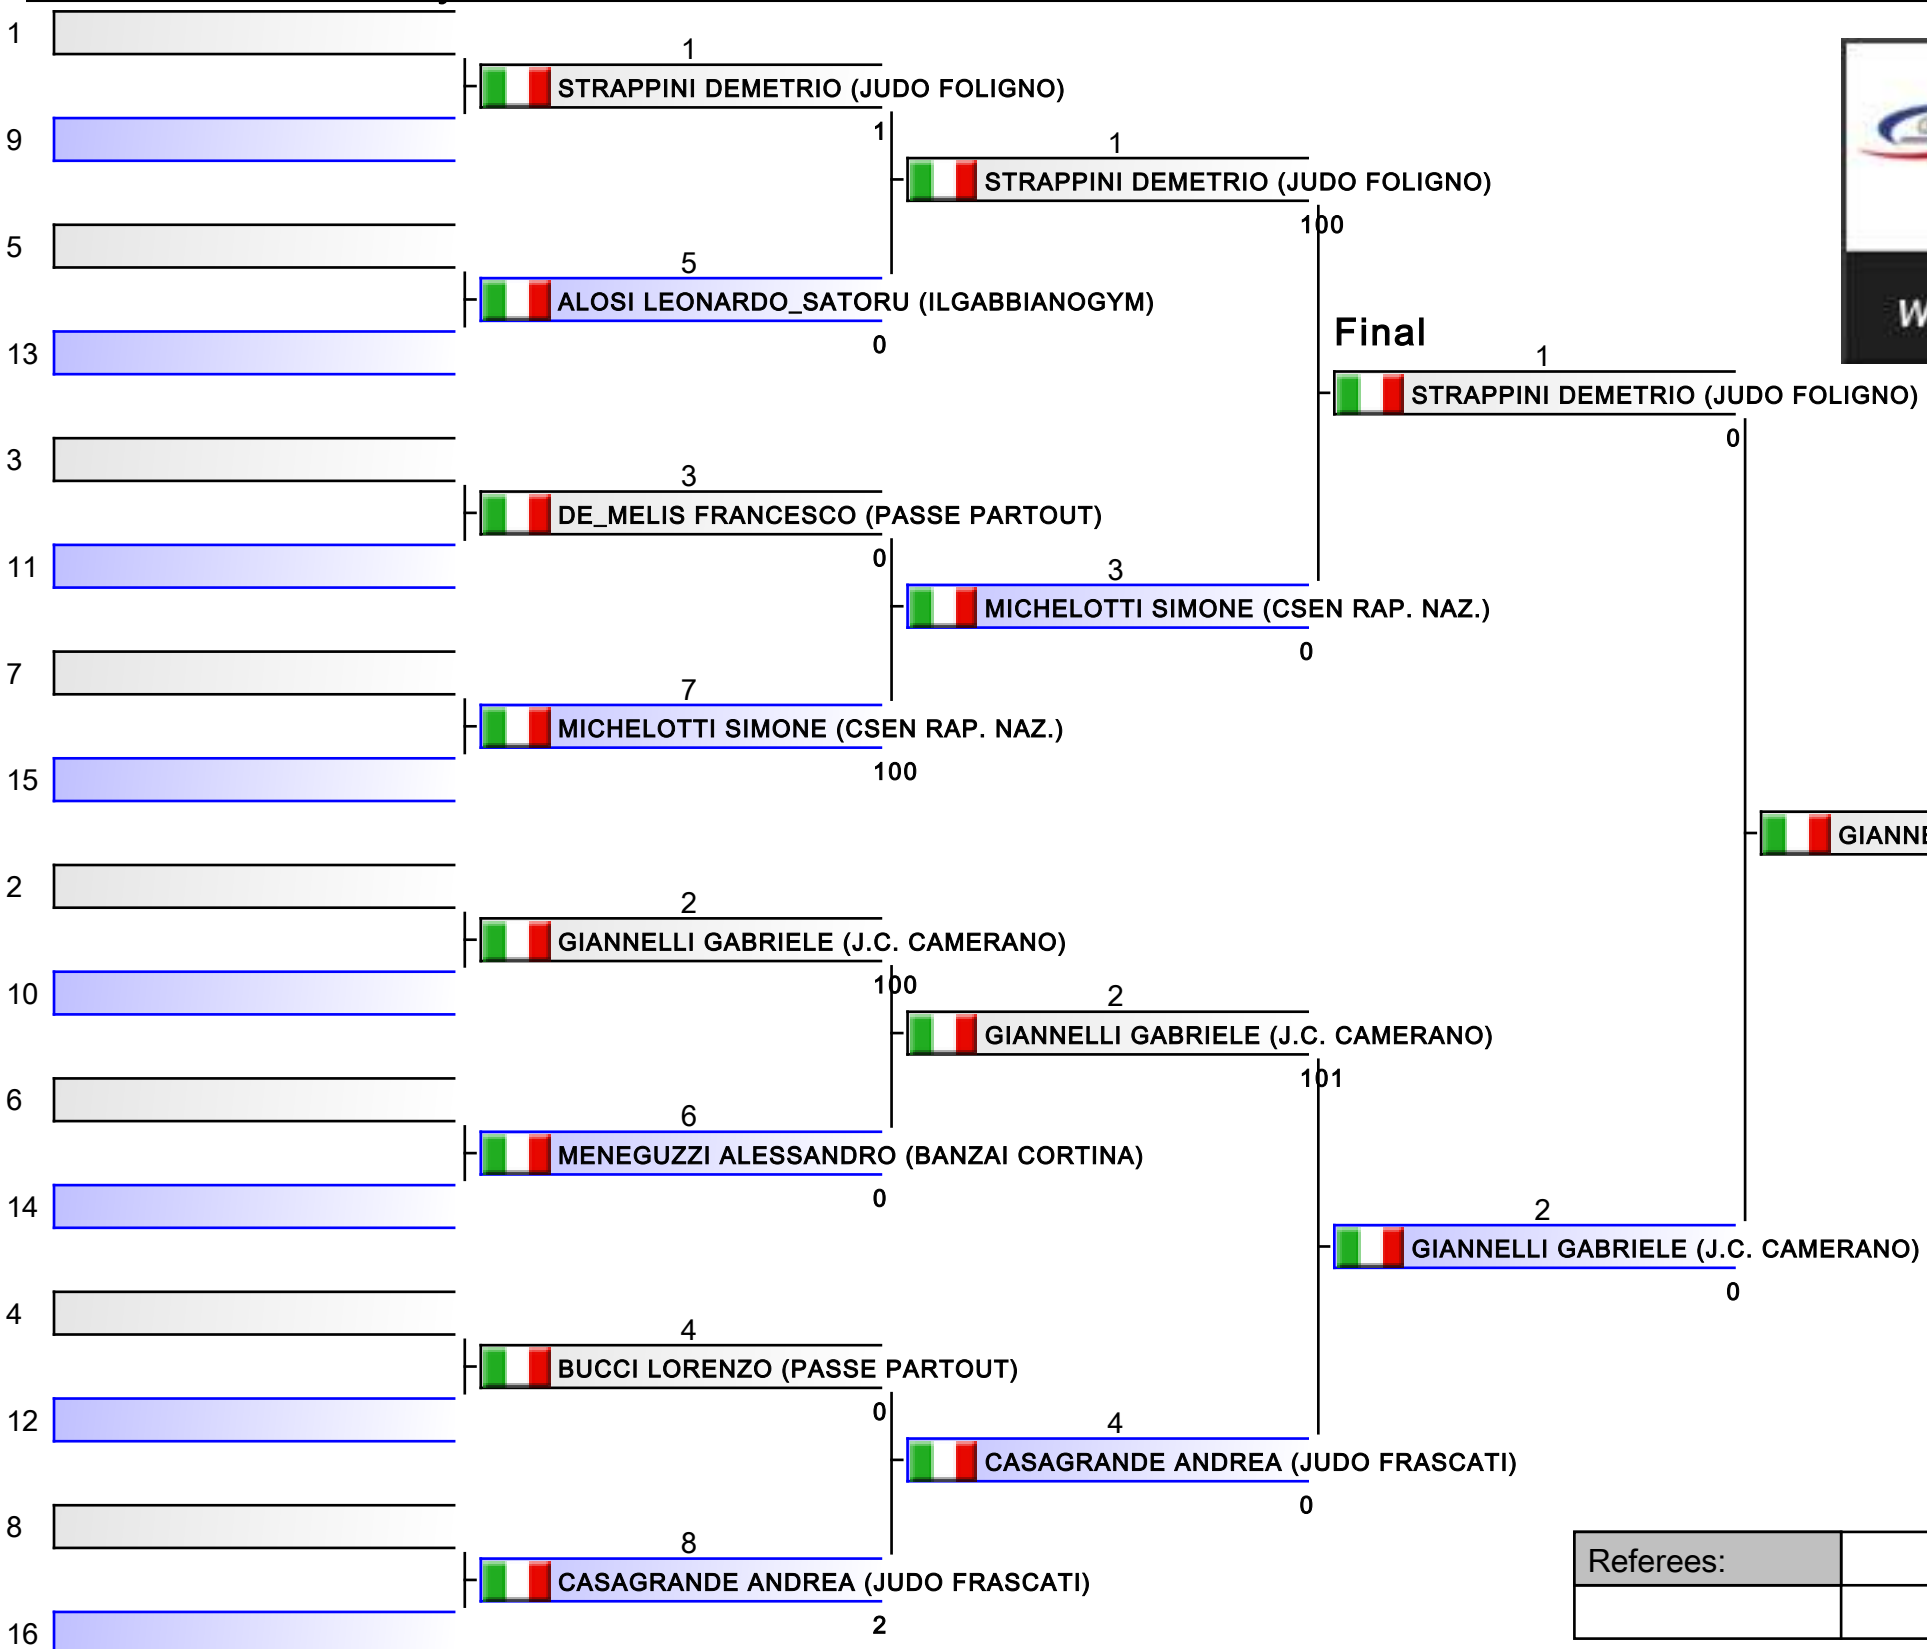 1
1
STRAPPINI DEMETRIO (JUDO FOLIGNO)
1
9
1
STRAPPINI DEMETRIO (JUDO FOLIGNO)
100
5
5
ALOSI LEONARDO_SATORU (ILGABBIANOGYM)
0
13
Final
1
STRAPPINI DEMETRIO (JUDO FOLIGNO)
0
3
3
DE_MELIS FRANCESCO (PASSE PARTOUT)
0
11
3
MICHELOTTI SIMONE (CSEN RAP. NAZ.)
0
7
7
MICHELOTTI SIMONE (CSEN RAP. NAZ.)
100
15
GIANNE
2
2
GIANNELLI GABRIELE (J.C. CAMERANO)
100
10
2
GIANNELLI GABRIELE (J.C. CAMERANO)
101
6
6
MENEGUZZI ALESSANDRO (BANZAI CORTINA)
0
14
2
GIANNELLI GABRIELE (J.C. CAMERANO)
0
4
4
BUCCI LORENZO (PASSE PARTOUT)
0
12
4
CASAGRANDE ANDREA (JUDO FRASCATI)
0
8
8
CASAGRANDE ANDREA (JUDO FRASCATI)
2
16
Referees: